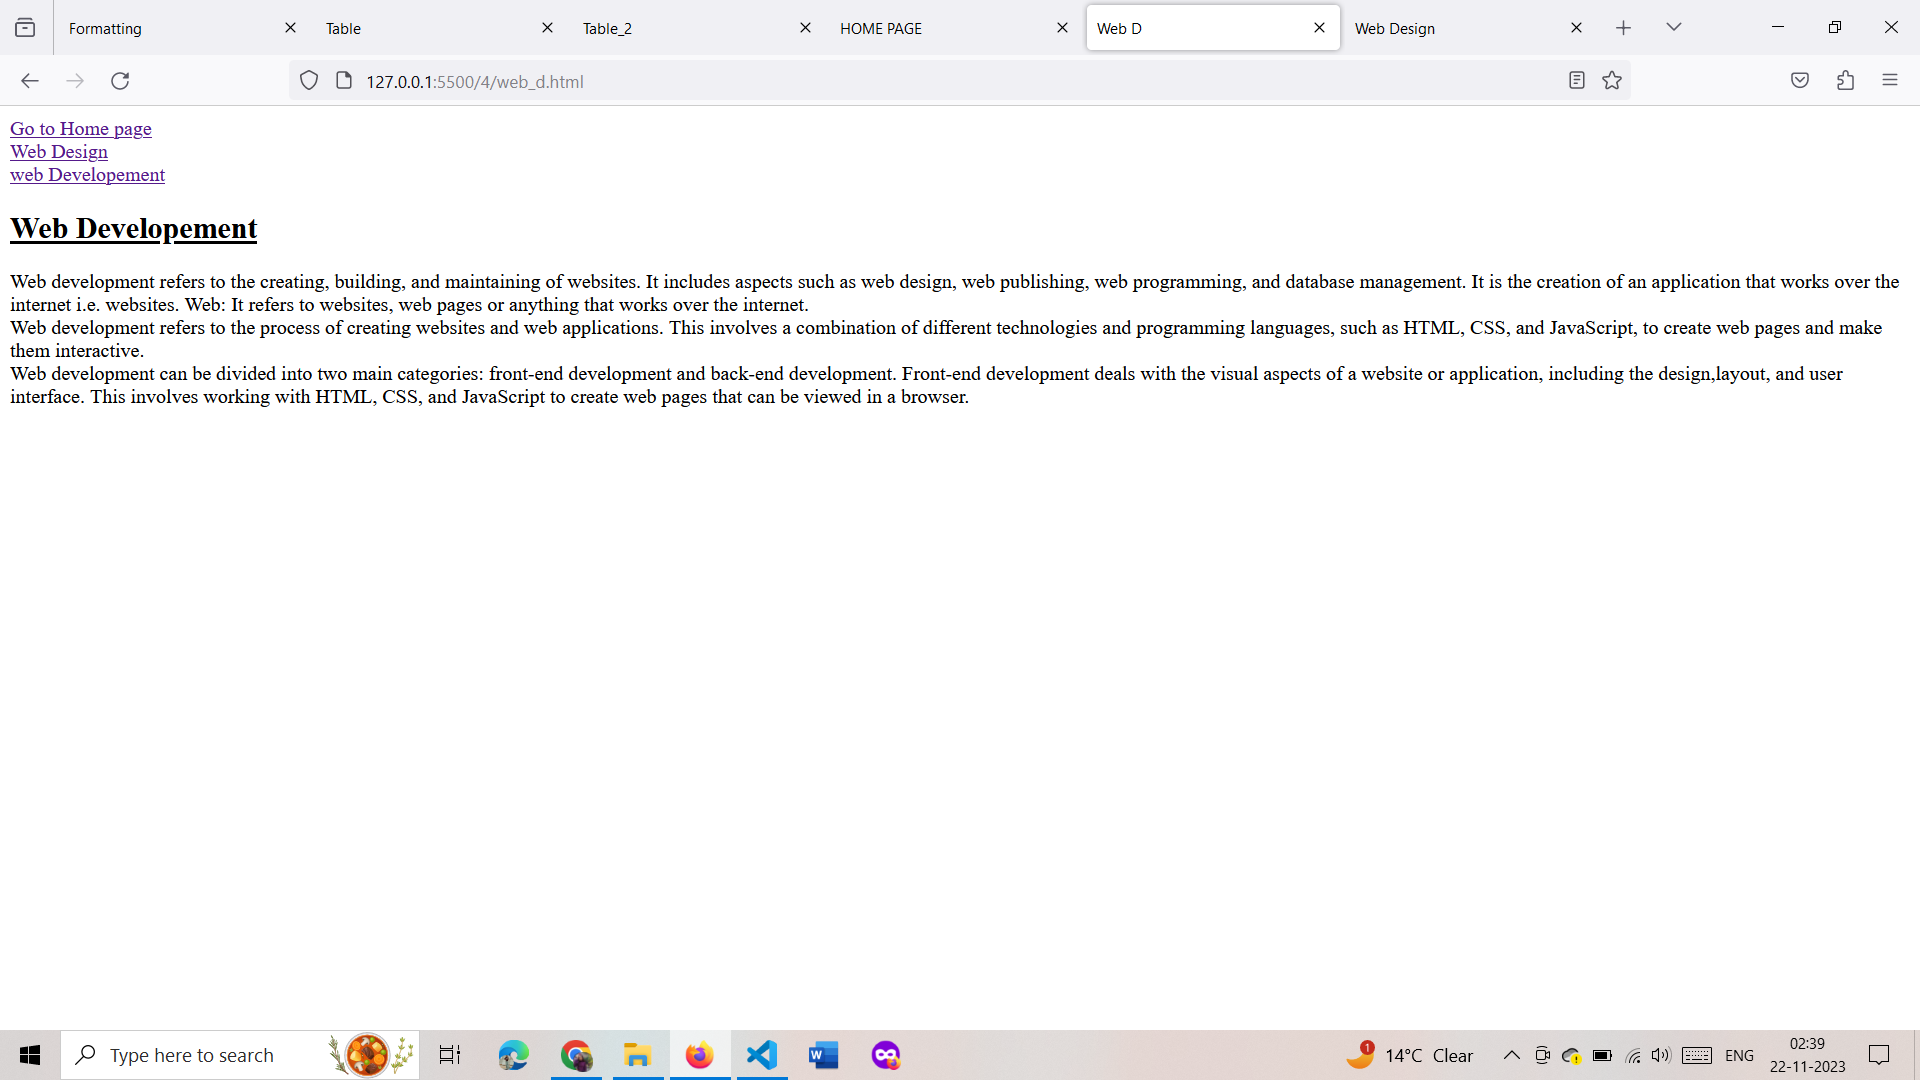 Formatting
Table
Table_2
HOME PAGE
Web D
Web Design
127.0.0.1:5500/4/web_d.html
Go to Home page
Web Design
web Developement
Web Developement
Web development refers to the creating, building, and maintaining of websites. It includes aspects such as web design, web publishing, web programming, and database management. It is the creation of an application that works over the
internet i.e. websites. Web: It refers to websites, web pages or anything that works over the internet.
Web development refers to the process of creating websites and web applications. This involves a combination of different technologies and programming languages, such as HTML, CSS, and JavaScript, to create web pages and make
them interactive.
Web development can be divided into two main categories: front-end development and back-end development. Front-end development deals with the visual aspects of a website or application, including the design,layout, and user
interface. This involves working with HTML, CSS, and JavaScript to create web pages that can be viewed in a browser.
Type here to search
W
1
14°C Clear
ENG
02:39
22-11-2023